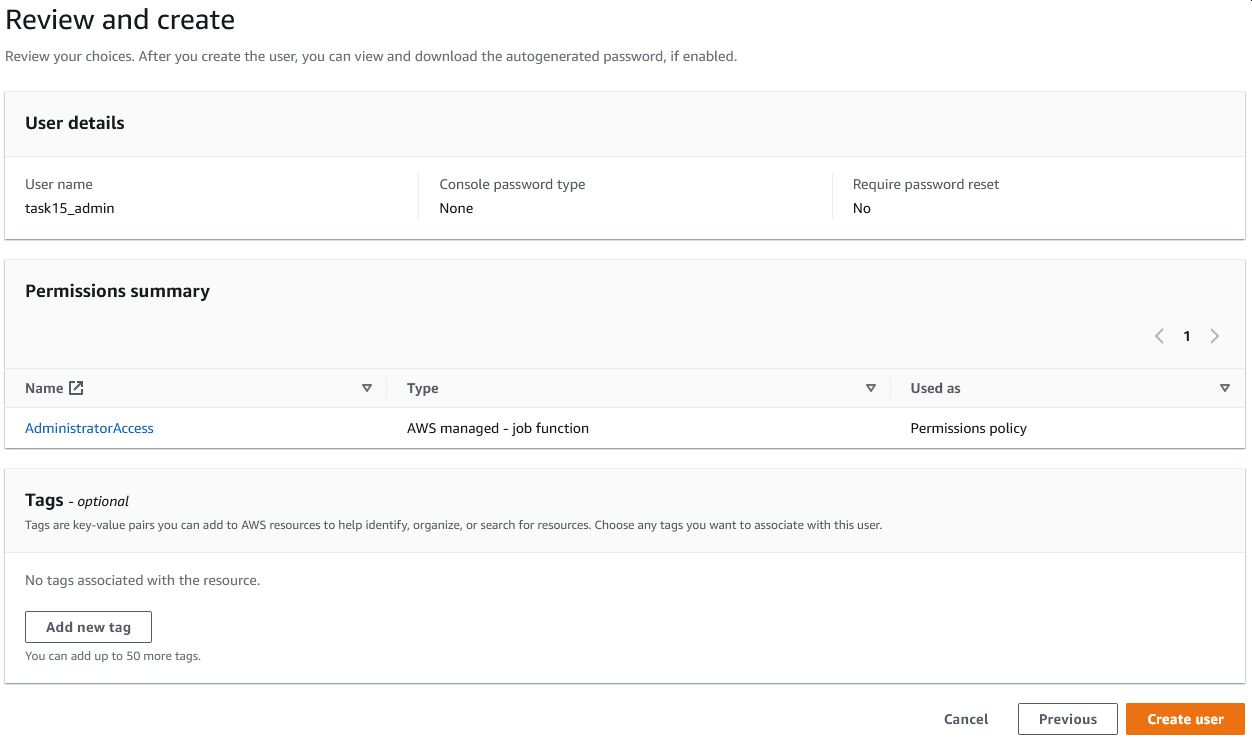 Review and create
Review your choices. After you create the user, you can view and download the autogenerated password, if enabled.
User details
User name
task15_admin
Console password type
None
Require password reset
No
Permissions summary
1
Name Type Used as
AdministratorAccess AWS managed - job function Permissions policy
Tags - optional
Tags are key-value pairs you can add to AWS resources to help identify, organize, or search for resources. Choose any tags you want to associate with this user.
No tags associated with the resource.
Add new tag
You can add up to 50 more tags.
Cancel Previous Create user